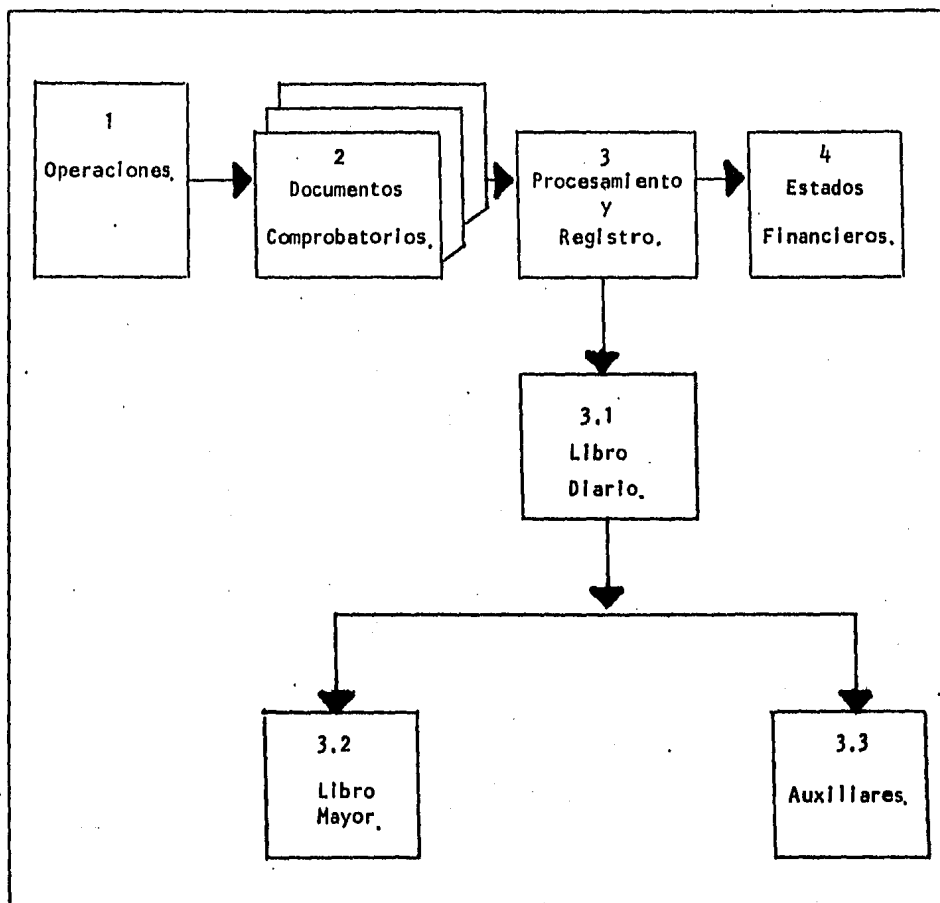 1
Operaciones.
2
Documentos
Comprobatorios.
3
Procesamiento
y
Registro.
4
Estados
Financieros.
3.1
Libro
Diario.
3.2
Libro
Mayor.
3.3
Auxiliares.